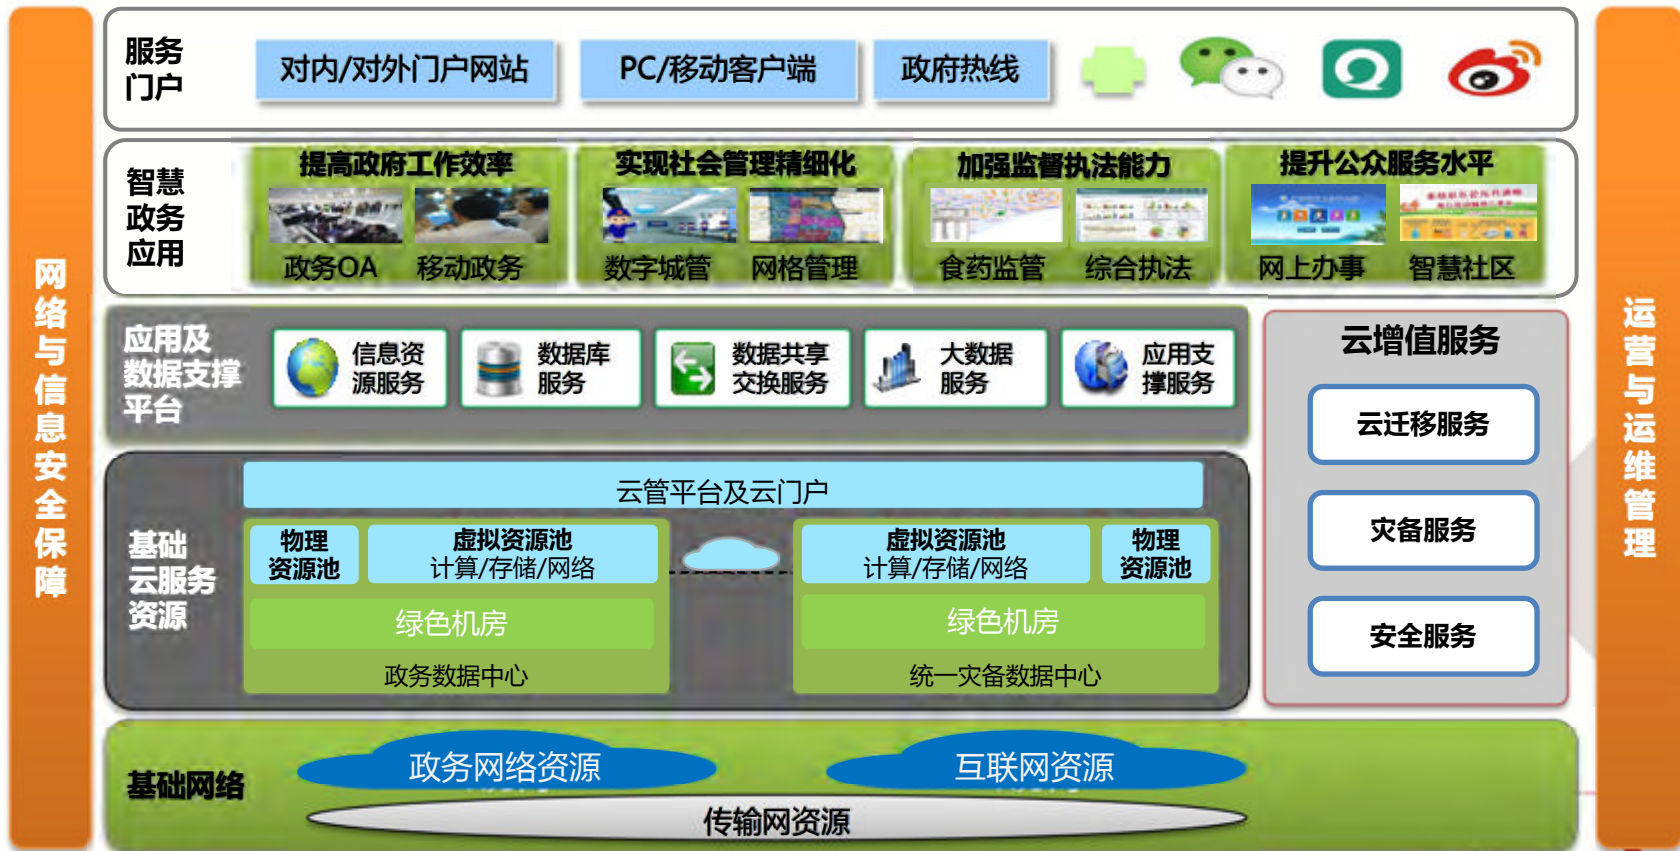 服务
门户
对内/对外门户网站
PC/移动客户端
政府热线
智慧
政务
应用
提高政府工作效率
政务OA
移动政务
实现社会管理精细化
数字城管
网格管理
加强监督执法能力
食药监管
综合执法
提升公众服务水平
网上办事
智慧社区
网络与信息安全保障
应用及
数据支撑
平台
信息资
源服务
数据库
服务
数据共享
交换服务
大数据
服务
应用支
撑服务
云增值服务
云迁移服务
灾备服务
安全服务
运营与运维管理
基础
云服务
资源
云管平台及云门户
物理
资源池
虚拟资源池
计算/存储/网络
绿色机房
政务数据中心
虚拟资源池
计算/存储/网络
物理
资源池
绿色机房
统一灾备数据中心
基础网络
政务网络资源
互联网资源
传输网资源